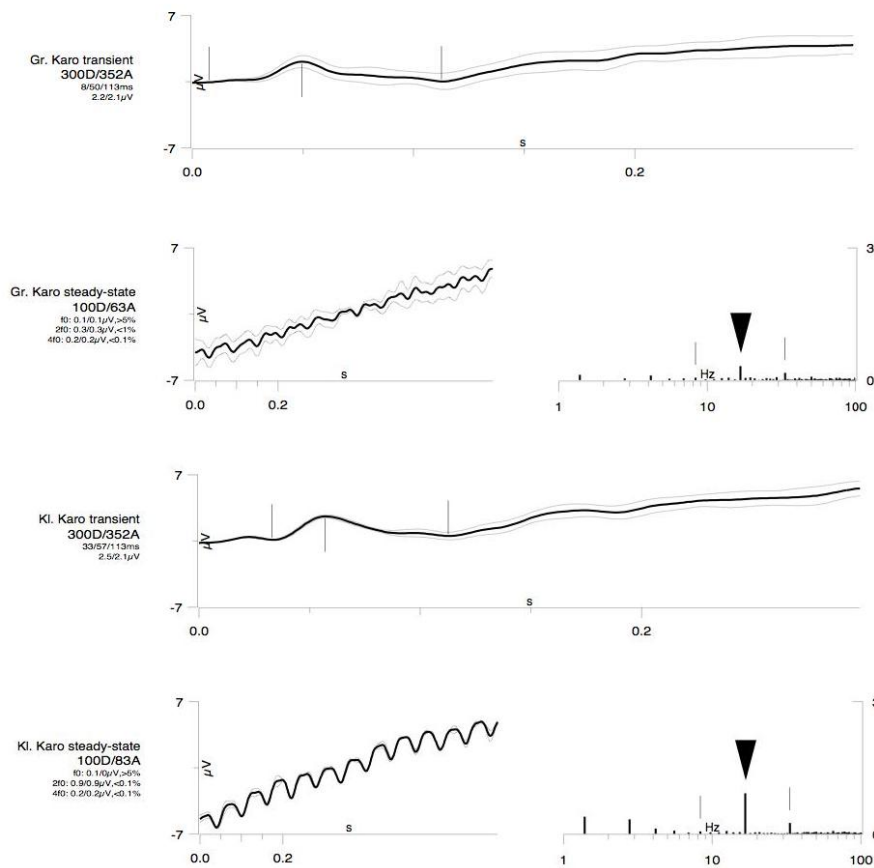 7
Gr. Karo transient
300D/352A
8/50/113ms
2.2/2.1µV
µV
-7
s
0.0
0.2
7
3
Gr. Karo steady-state
100D/63A
f0: 0.1/0.1µV,>5%
2f0: 0.3/0.3µV,<1%
4f0: 0.2/0.2µV,<0.1%
µV
-7
s
Hz
0
0.0
0.2
1
10
100
7
Kl. Karo transient
300D/352A
33/57/113ms
2.5/2.1µV
µV
-7
s
0.0
0.2
7
3
Kl. Karo steady-state
100D/83A
f0: 0.1/0µV,>5%
2f0: 0.9/0.9µV,<0.1%
4f0: 0.2/0.2µV,<0.1%
µV
-7
s
Hz
0
0.0
0.2
1
10
100